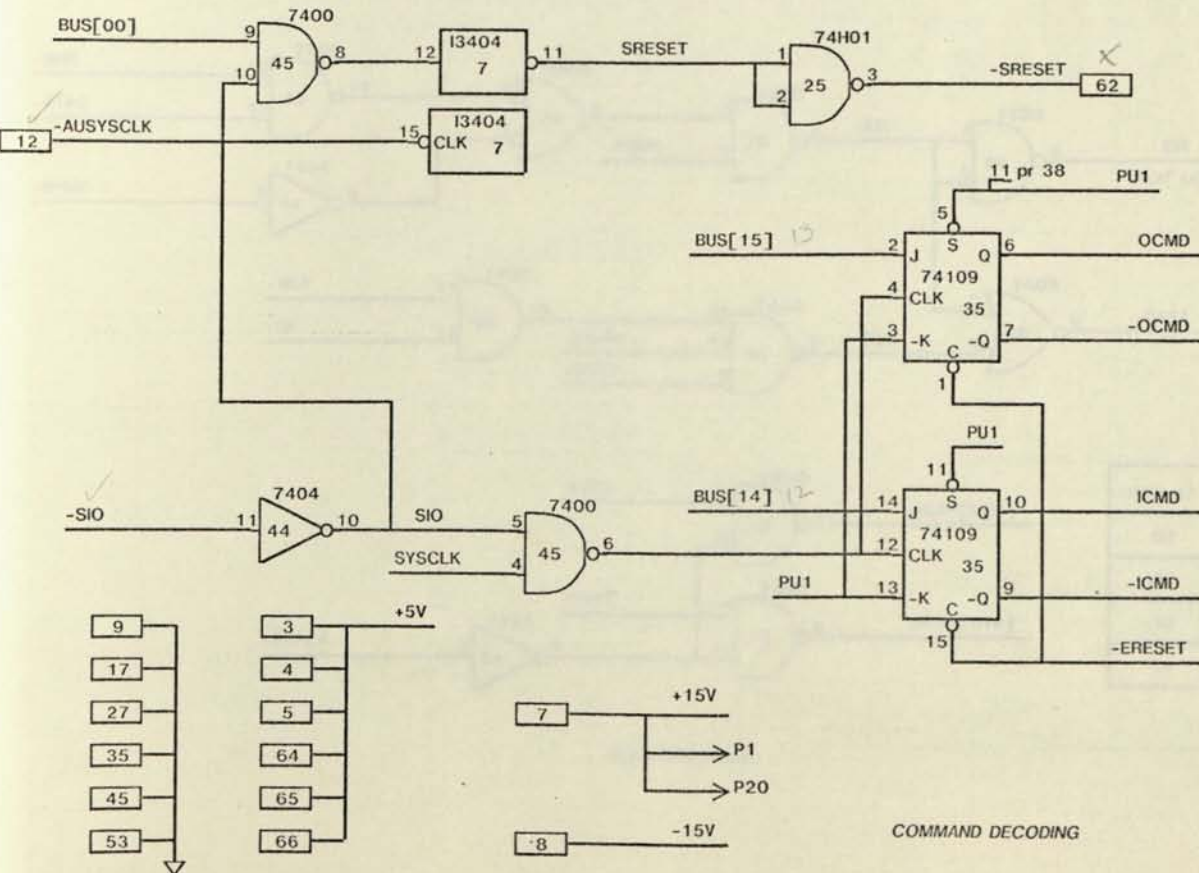 BUS[00]
9
10
7400
45
8
12
I3404
7
11
SRESET
1
2
74H01
25
3
-SRESET
x
62
12
-AUSYSCLK
15
CLK
I3404
7
11 pr 38
PU1
5
BUS[15]
13
2
J
S
Q
6
OCMD
74109
4
CLK
35
3
-K
-Q
7
-OCMD
C
1
PU1
11
BUS[14]
12
14
J
S
Q
10
ICMD
74109
12
CLK
35
PU1
13
-K
-Q
9
-ICMD
C
15
-ERESET
-SIO
11
7404
44
10
SIO
5
SYSCLK
4
7400
45
6
9
17
27
35
45
53
3
+5V
4
5
64
65
66
7
+15V
P1
P20
8
-15V
COMMAND DECODING